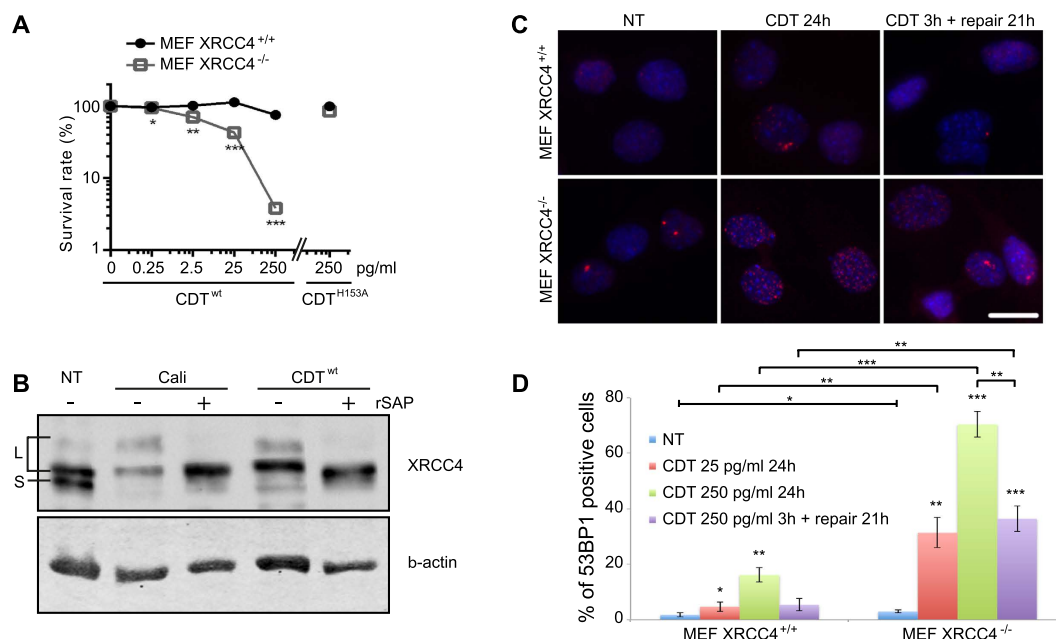 A
MEF XRCC4+/+
MEF XRCC4-/-
Survival rate (%)
100
10
1
* ** *** ***
0 0.25 2.5 25 250 250 pg/ml
CDTwt CDTH153A
B
NT Cali CDTwt
- - + - + rSAP
L
S
XRCC4
b-actin
C
NT CDT 24h CDT 3h + repair 21h
MEF XRCC4+/+
MEF XRCC4-/-
D
**
***
** **
*
% of 53BP1 positive cells
80
60
40
20
0
NT
CDT 25 pg/ml 24h
CDT 250 pg/ml 24h
CDT 250 pg/ml 3h + repair 21h
* ** ** *** ***
MEF XRCC4+/+ MEF XRCC4-/-